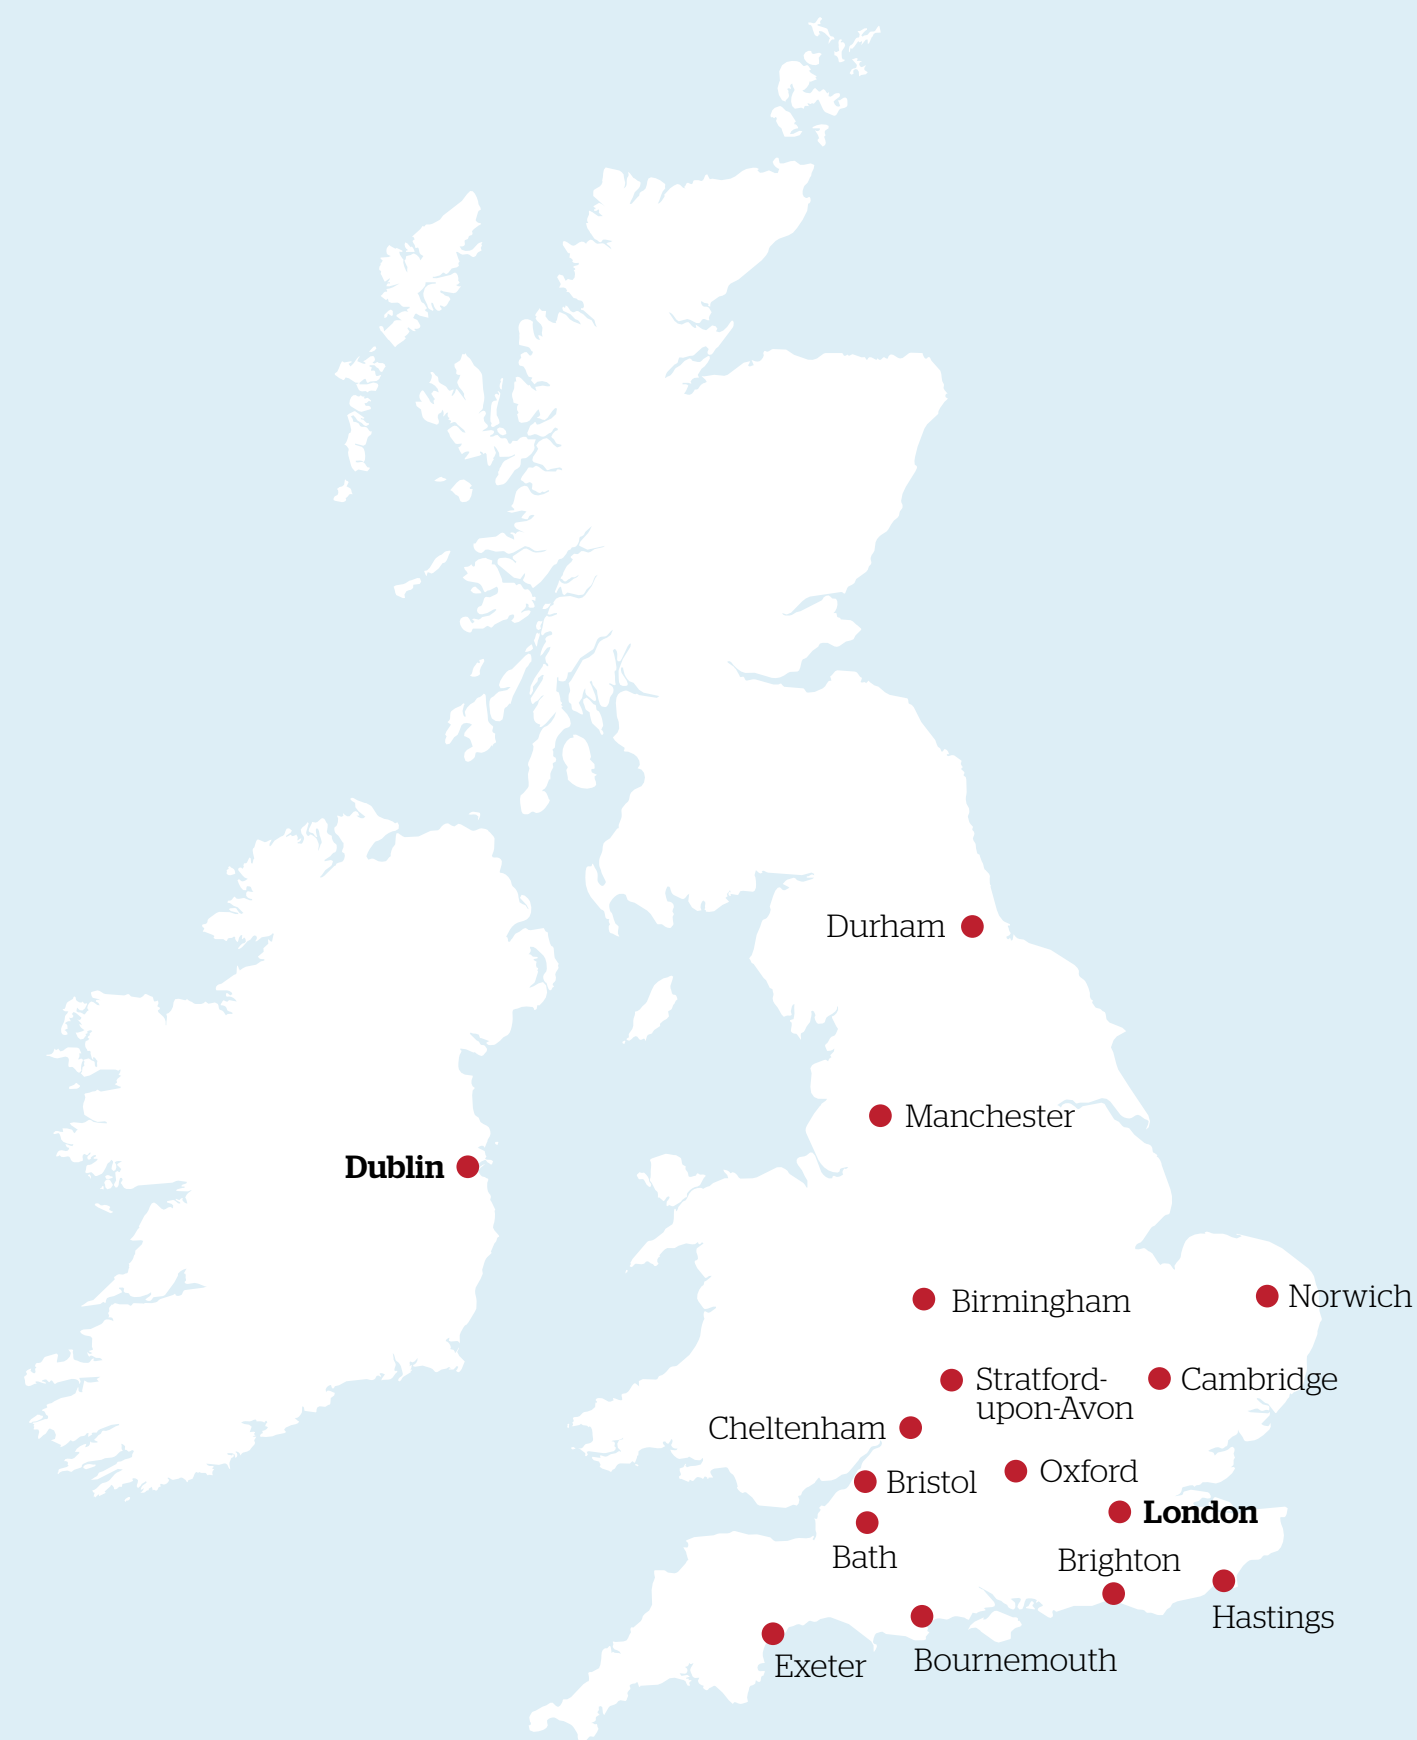 Durham
Manchester
Dublin
Birmingham
Norwich
Stratford-
upon-Avon
Cambridge
Cheltenham
Oxford
Bristol
London
Bath
Brighton
Hastings
Exeter
Bournemouth